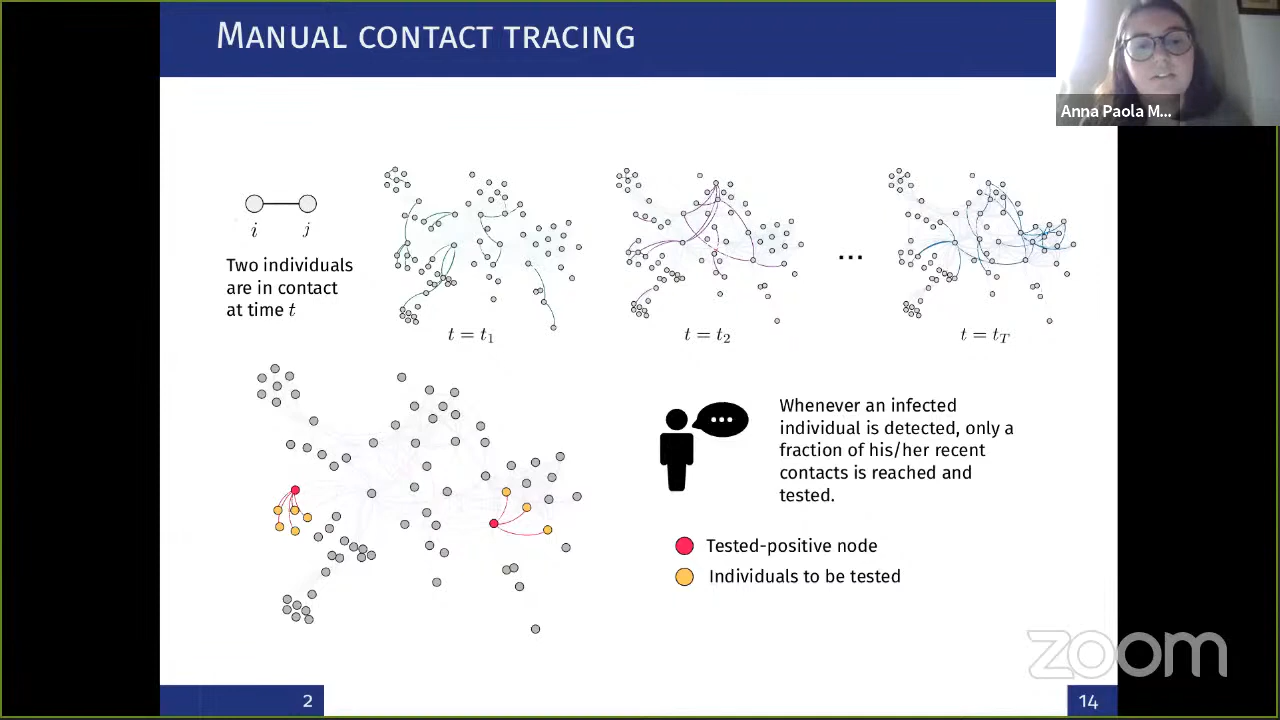 MANUAL CONTACT TRACING
Anna Paola M...
i
j
Two individuals
are in contact
at time t
...
t = t₁
t = t₂
t = t_T
Whenever an infected
individual is detected, only a
fraction of his/her recent
contacts is reached and
tested.
Tested-positive node
Individuals to be tested
zoom
2
14